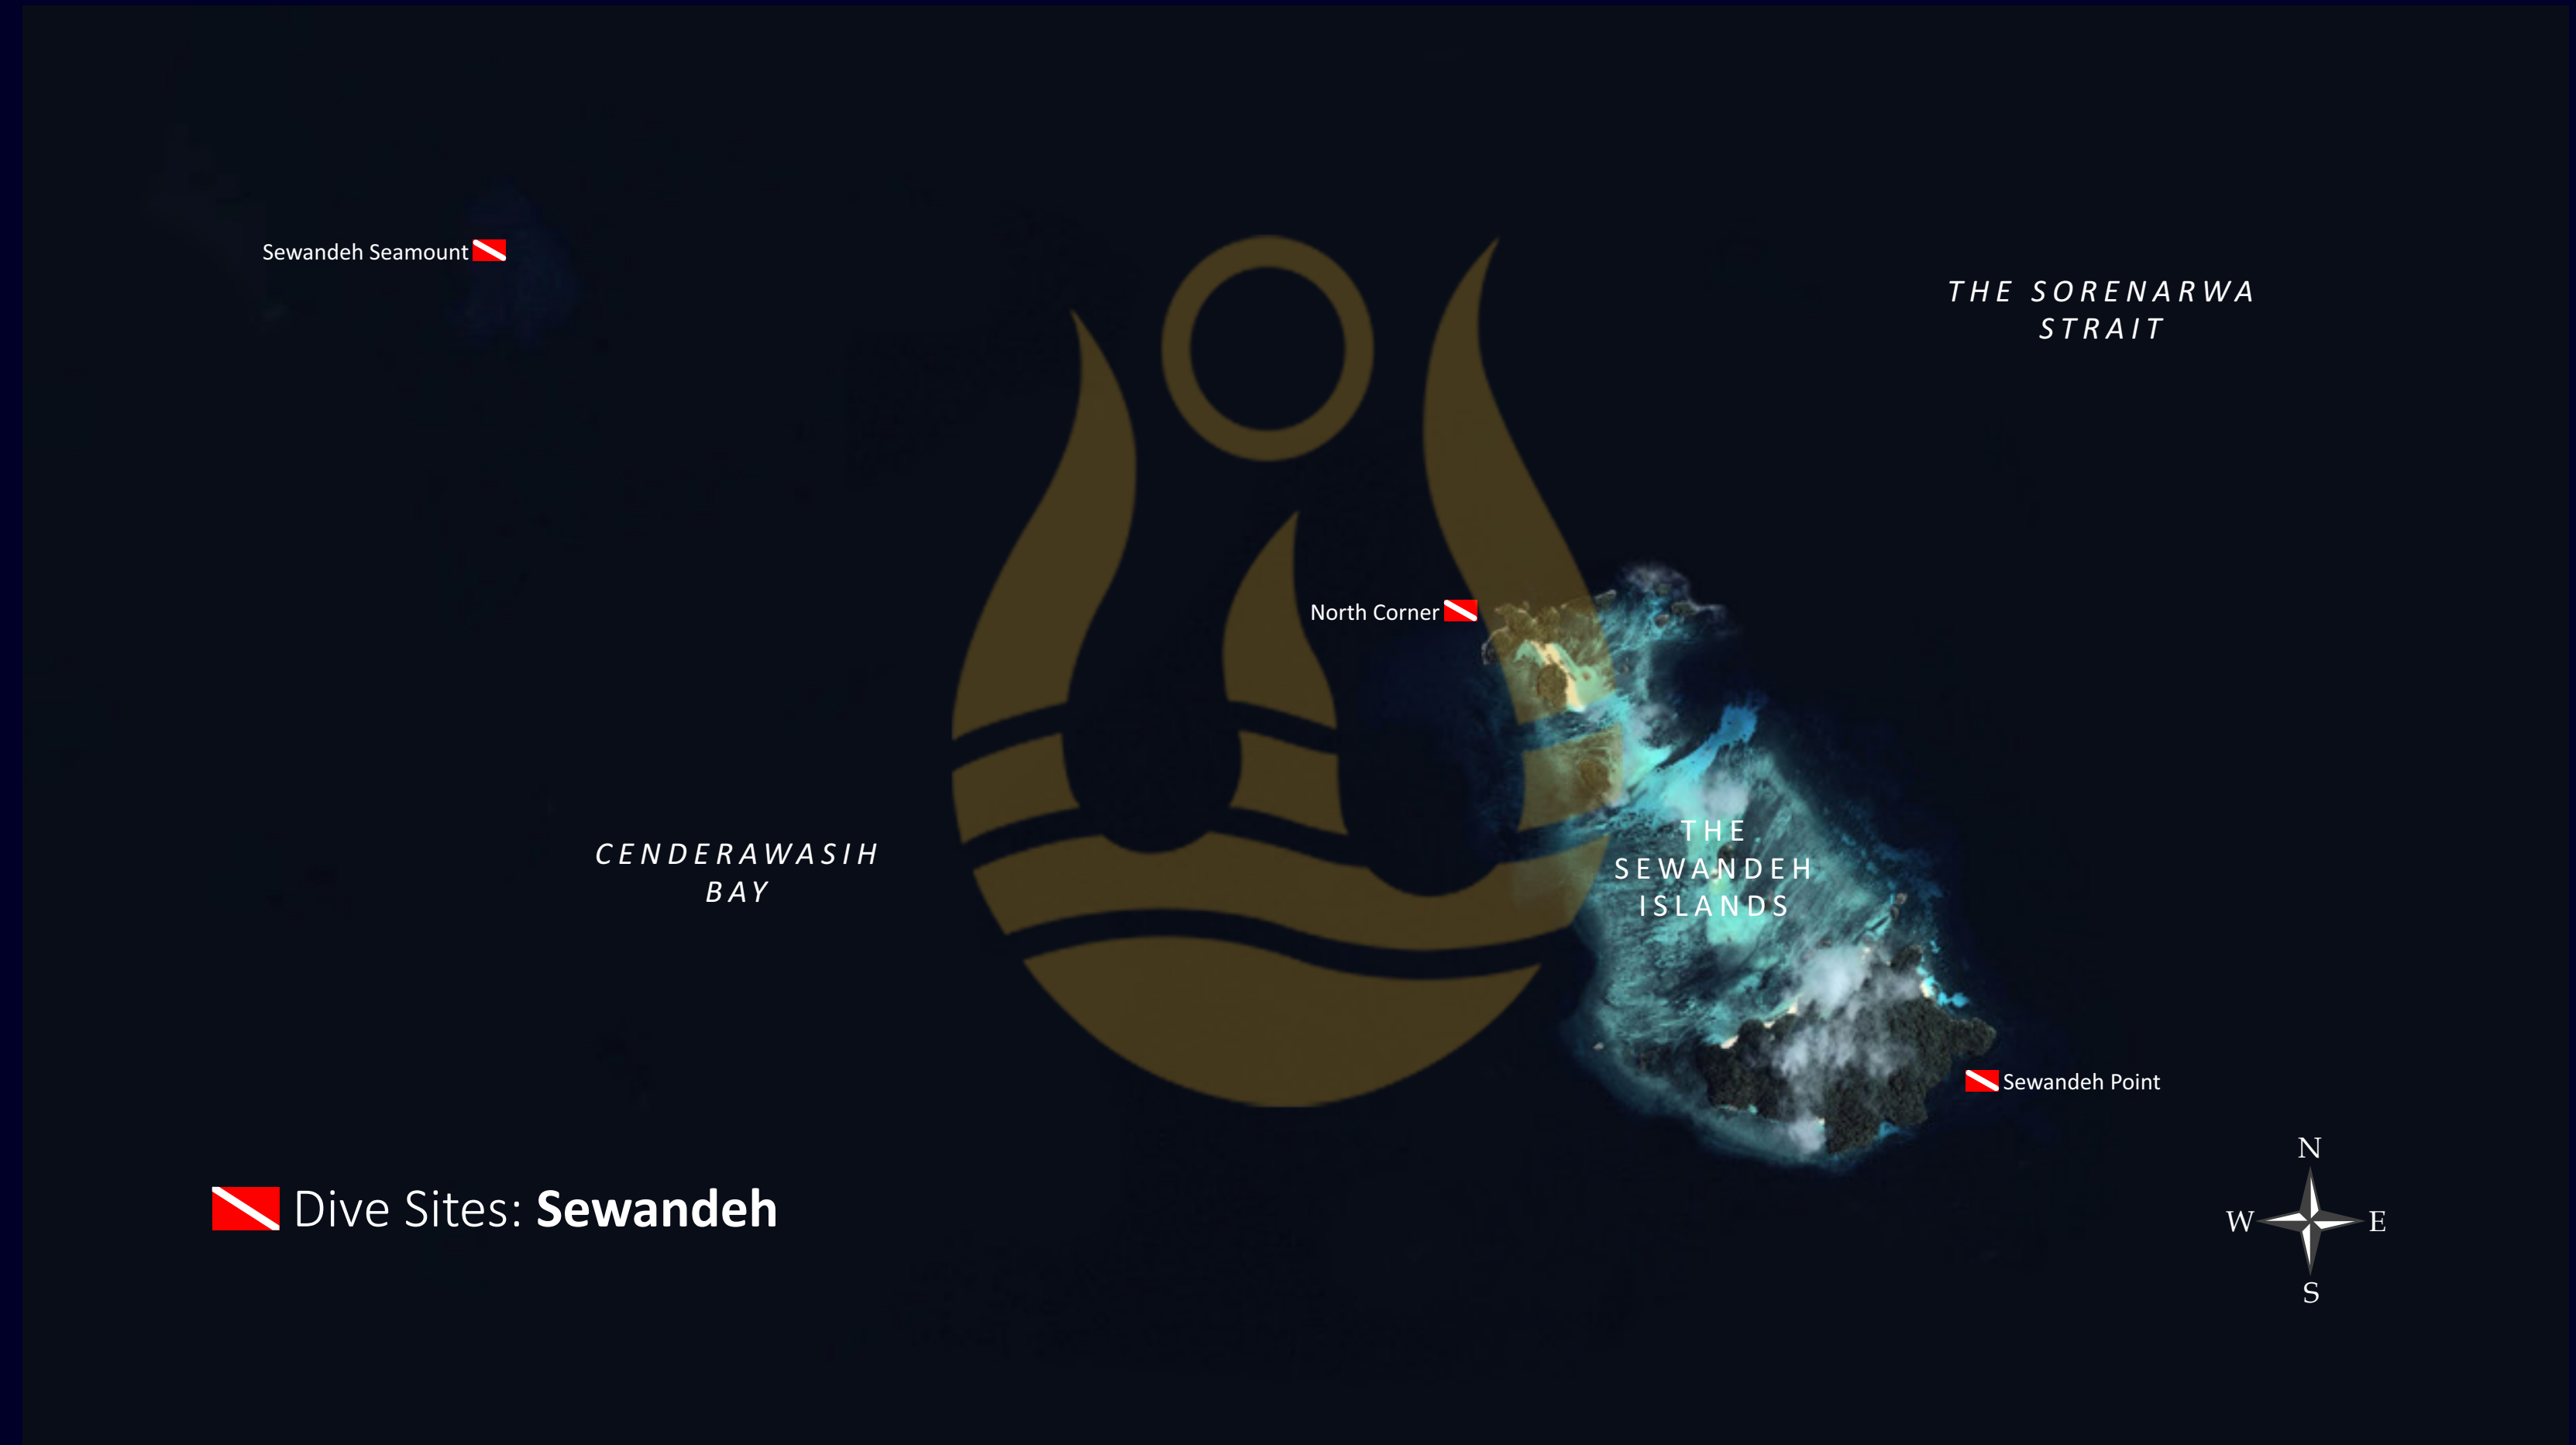 Sewandeh Seamount
THE SORENARWA
STRAIT
North Corner
THE
SEWANDEH
ISLANDS
CENDERAWASIH
BAY
Sewandeh Point
N
W
E
S
Dive Sites: Sewandeh